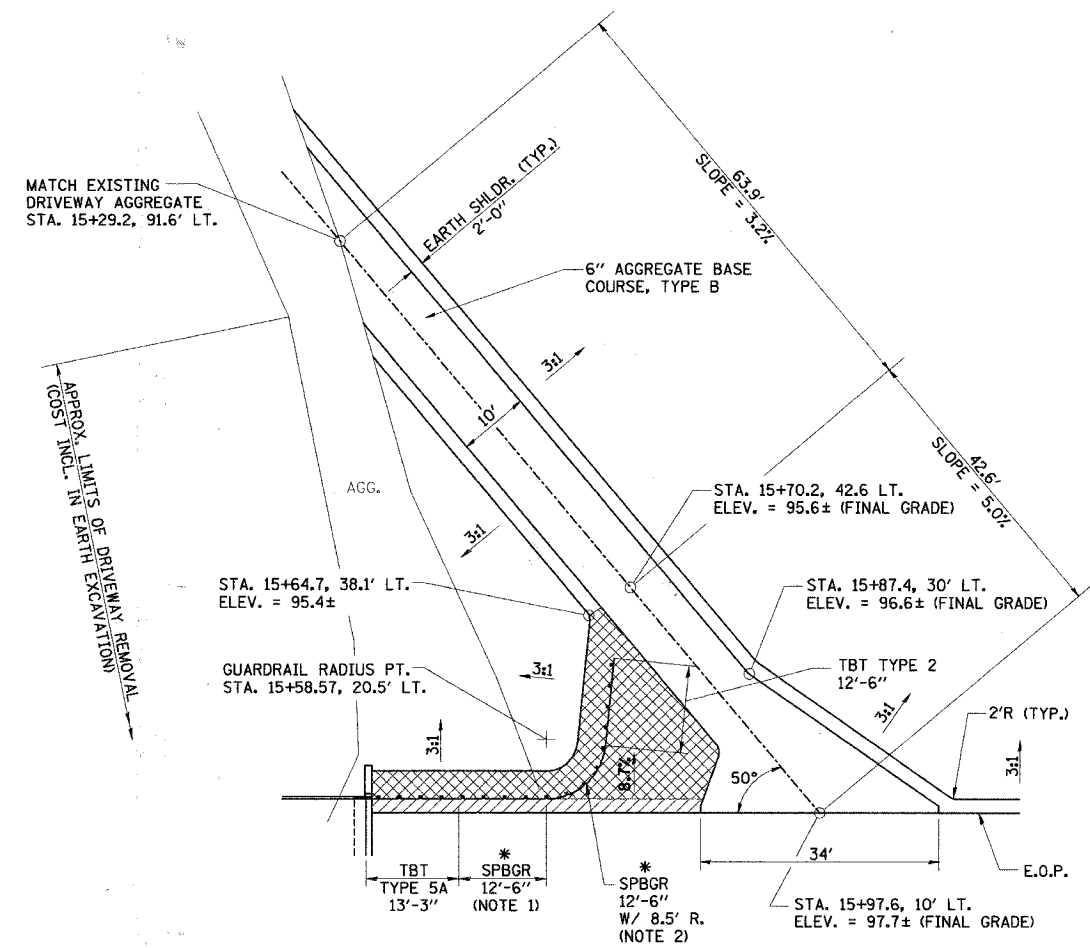 63.9'
SLOPE = 3.2%
MATCH EXISTING
DRIVEWAY AGGREGATE
STA. 15+29.2, 91.6' LT.
EARTH SHLDR. (TYP.)
2'-0"
6" AGGREGATE BASE
COURSE, TYPE B
3:1
10'
42.6'
SLOPE = 5.0%
APPROX. LIMITS OF DRIVEWAY REMOVAL
(COST INCL. IN EARTH EXCAVATION)
AGG.
3:1
STA. 15+70.2, 42.6 LT.
ELEV. = 95.6± (FINAL GRADE)
STA. 15+64.7, 38.1' LT.
ELEV. = 95.4±
STA. 15+87.4, 30' LT.
ELEV. = 96.6± (FINAL GRADE)
GUARDRAIL RADIUS PT.
STA. 15+58.57, 20.5' LT.
3:1
TBT TYPE 2
12'-6"
3:1
2'R (TYP.)
3:1
3:1
8.7%
50°
34'
E.O.P.
TBT
TYPE 5A
13'-3"
*
SPBGR
12'-6"
(NOTE 1)
*
SPBGR
12'-6"
W/ 8.5' R.
(NOTE 2)
STA. 15+97.6, 10' LT.
ELEV. = 97.7± (FINAL GRADE)